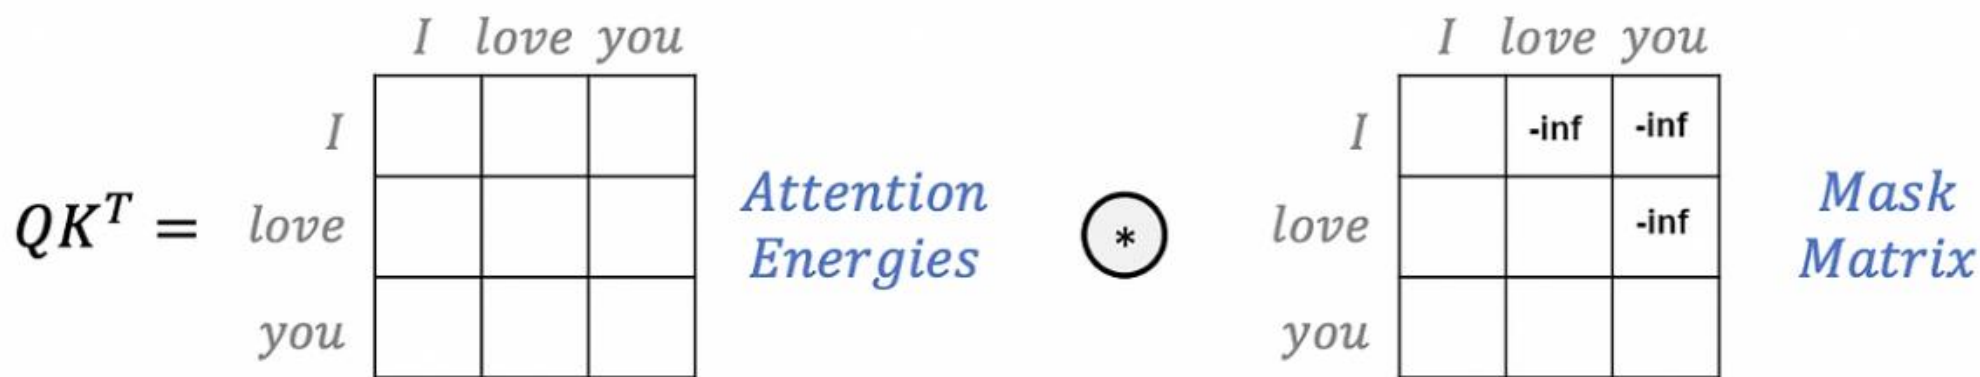 I love you
I love you
I
-inf -inf
I
Attention
Mask
QK^T =
love
*
love
-inf
Energies
Matrix
you
you